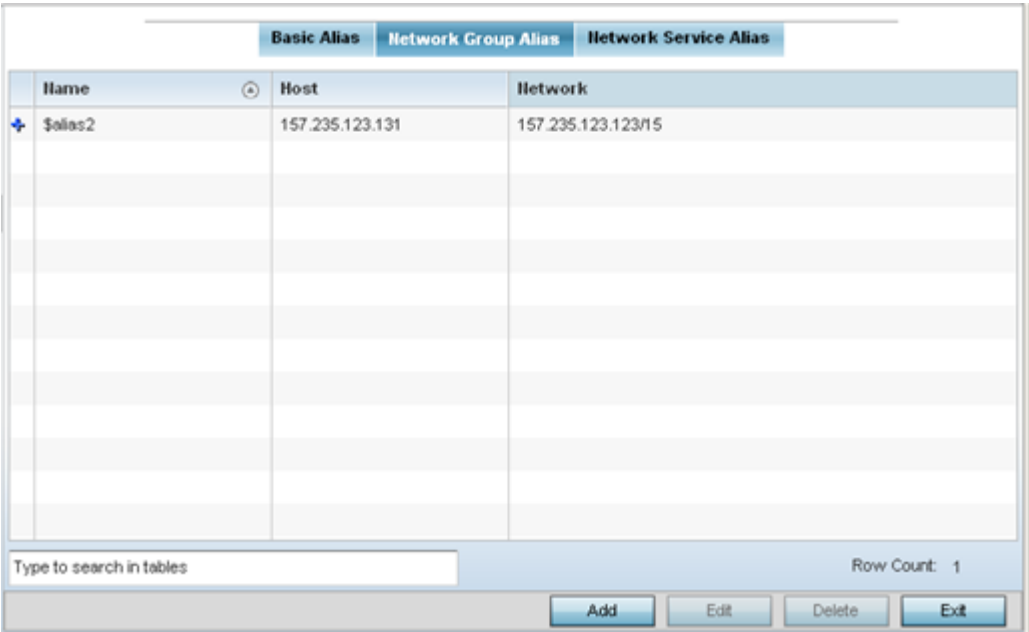 Basic Alias Network Group Alias Network Service Alias
Name Host Network
$alias2 157.235.123.131 157.235.123.123/15
Type to search in tables Row Count: 1
Add Edit Delete Exit